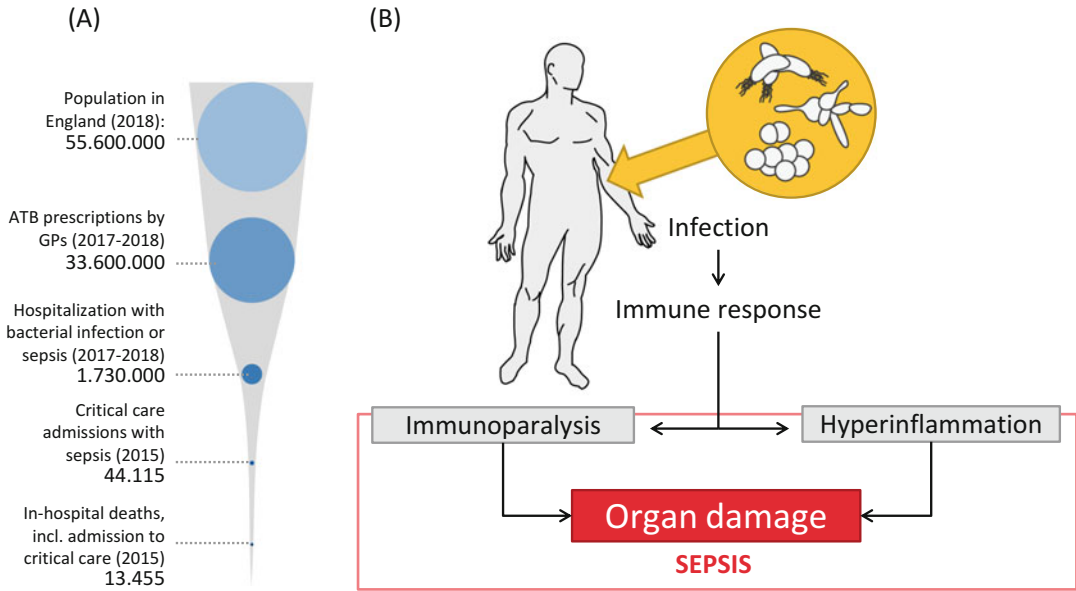 (A)
Population in
England (2018):
55.600.000
ATB prescriptions by
GPs (2017-2018)
33.600.000
Hospitalization with
bacterial infection or
sepsis (2017-2018)
1.730.000
Critical care
admissions with
sepsis (2015)
44.115
In-hospital deaths,
incl. admission to
critical care (2015)
13.455
(B)
Infection
Immune response
Immunoparalysis
Hyperinflammation
Organ damage
SEPSIS